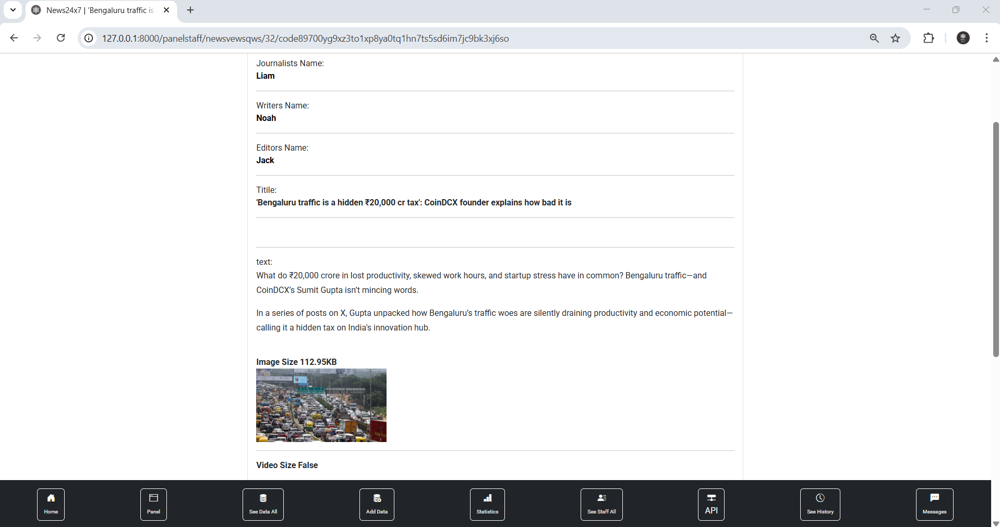 News24x7 | 'Bengaluru traffic is
127.0.0.1:8000/panelstaff/newsvewsqws/32/code89700yg9xz3to1xp8ya0tq1hn7ts5sd6im7jc9bk3xj6so
Journalists Name:
Liam
Writers Name:
Noah
Editors Name:
Jack
Titile:
'Bengaluru traffic is a hidden ₹20,000 cr tax': CoinDCX founder explains how bad it is
text:
What do ₹20,000 crore in lost productivity, skewed work hours, and startup stress have in common? Bengaluru traffic—and
CoinDCX’s Sumit Gupta isn’t mincing words.
In a series of posts on X, Gupta unpacked how Bengaluru’s traffic woes are silently draining productivity and economic potential—
calling it a hidden tax on India's innovation hub.
Image Size 112.95KB
Video Size False
Home
Panel
See Data All
Add Data
Statistics
See Staff All
API
See History
Messages